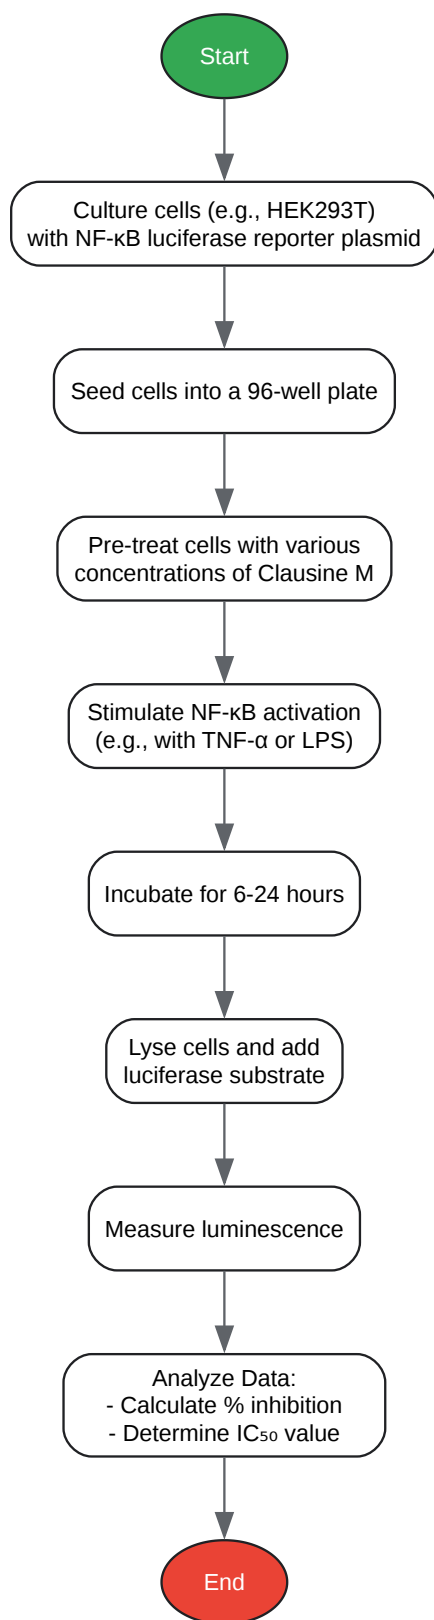 Start
Culture cells (e.g., HEK293T)
with NF-κB luciferase reporter plasmid
Seed cells into a 96-well plate
Pre-treat cells with various
concentrations of Clausine M
Stimulate NF-κB activation
(e.g., with TNF-α or LPS)
Incubate for 6-24 hours
Lyse cells and add
luciferase substrate
Measure luminescence
Analyze Data:
- Calculate % inhibition
- Determine IC₅₀ value
End